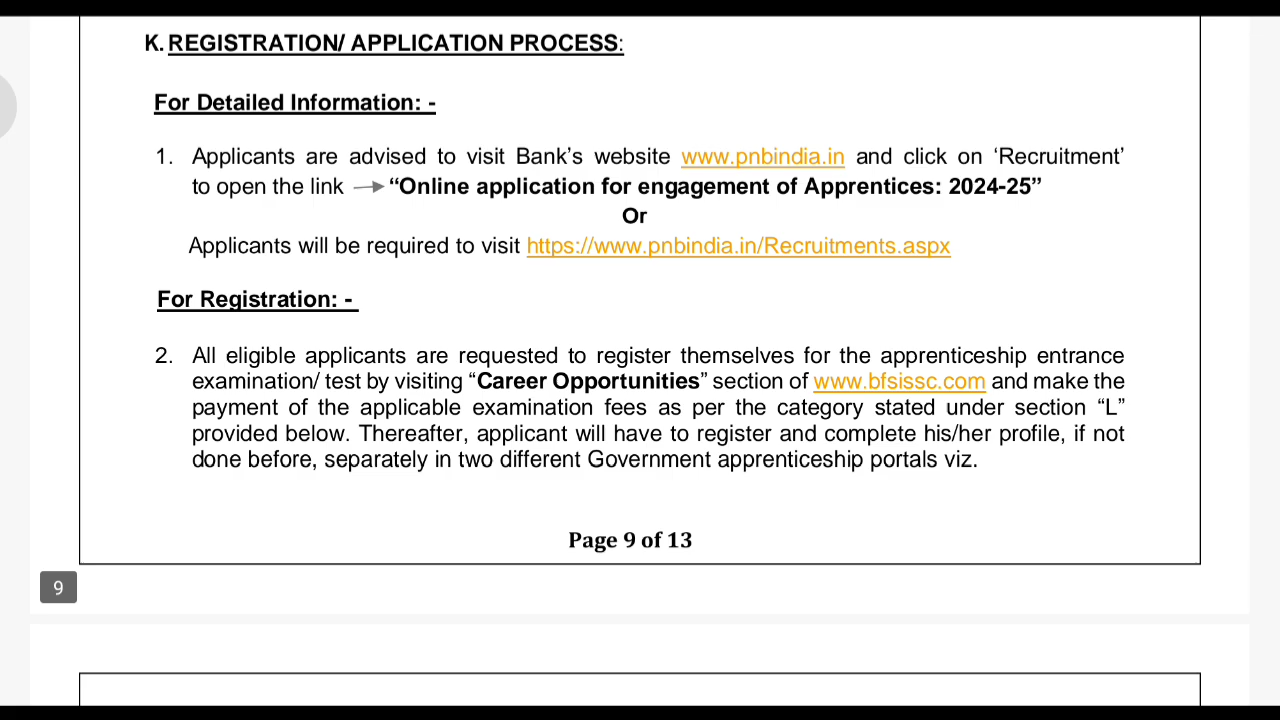 K. REGISTRATION/ APPLICATION PROCESS:
For Detailed Information: -
1. Applicants are advised to visit Bank's website www.pnbindia.in and click on ‘Recruitment’
to open the link → “Online application for engagement of Apprentices: 2024-25”
Or
Applicants will be required to visit https://www.pnbindia.in/Recruitments.aspx
For Registration: -
2. All eligible applicants are requested to register themselves for the apprenticeship entrance
examination/ test by visiting “Career Opportunities” section of www.bfsissc.com and make the
payment of the applicable examination fees as per the category stated under section “L”
provided below. Thereafter, applicant will have to register and complete his/her profile, if not
done before, separately in two different Government apprenticeship portals viz.
Page 9 of 13
9